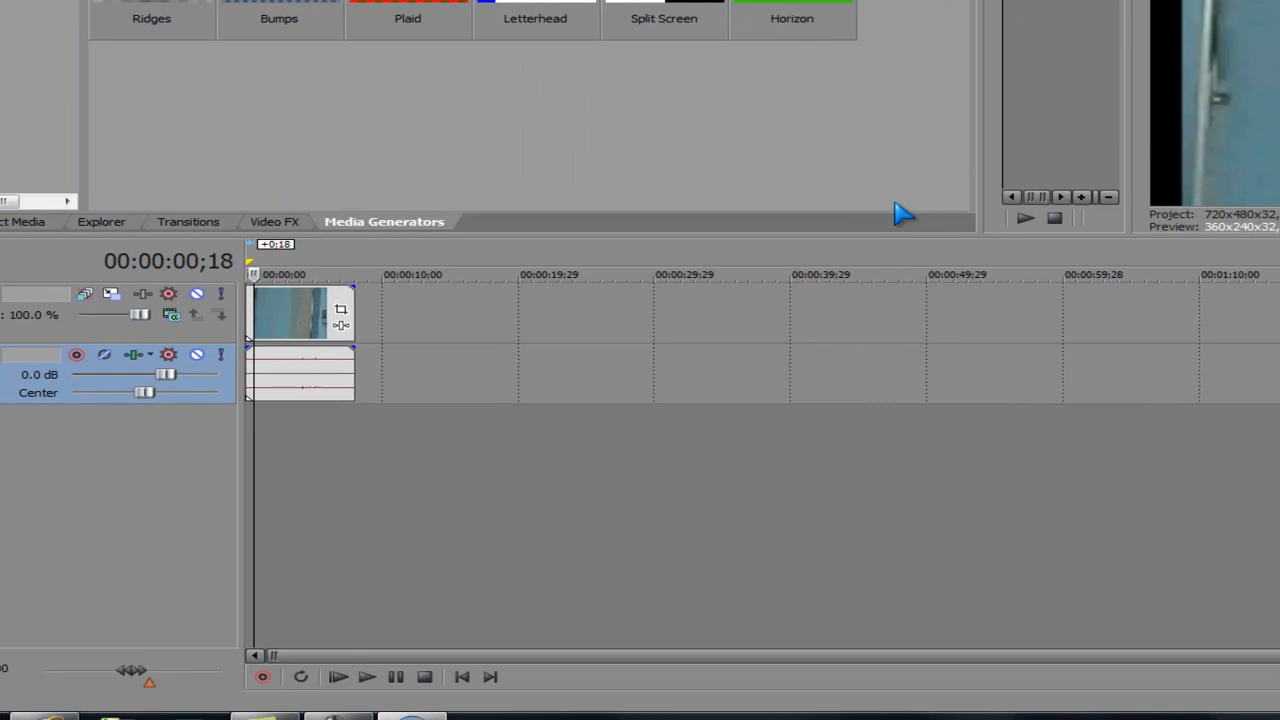 Ridges
Bumps
Plaid
Letterhead
Split Screen
Horizon
ct Media
Explorer
Transitions
Video FX
Media Generators
Project: 720x480x32,
Preview: 360x240x32,
+0:18
00:00:00;18
00:00:00
00:00:10;00
00:00:19;29
00:00:29;29
00:00:39;29
00:00:49;29
00:00:59;28
00:01:10;00
: 100.0 %
0.0 dB
Center
00